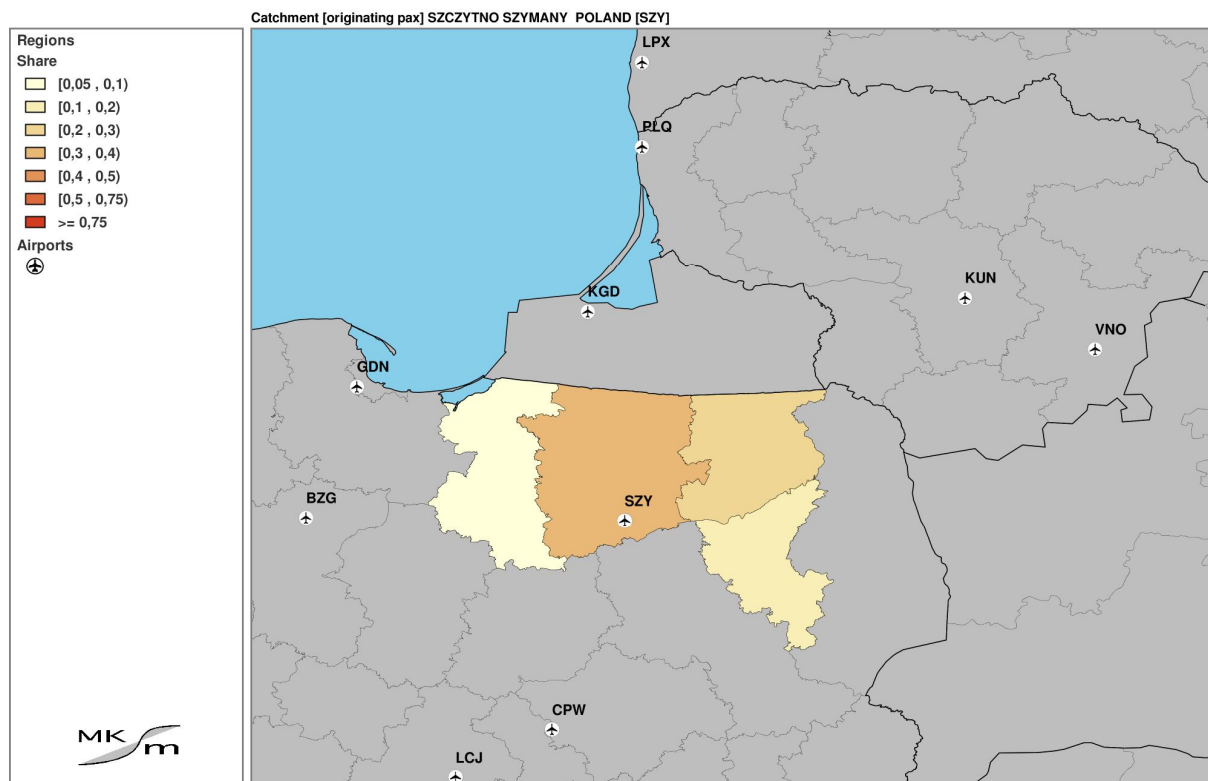 Catchment [originating pax] SZCZYTNO SZYMANY POLAND [SZY]
Regions
Share
[0,05 , 0,1)
[0,1 , 0,2)
[0,2 , 0,3)
[0,3 , 0,4)
[0,4 , 0,5)
[0,5 , 0,75)
>= 0,75
Airports
LPX
PLQ
KGD
KUN
VNO
GDN
BZG
SZY
CPW
LCJ
MK
m